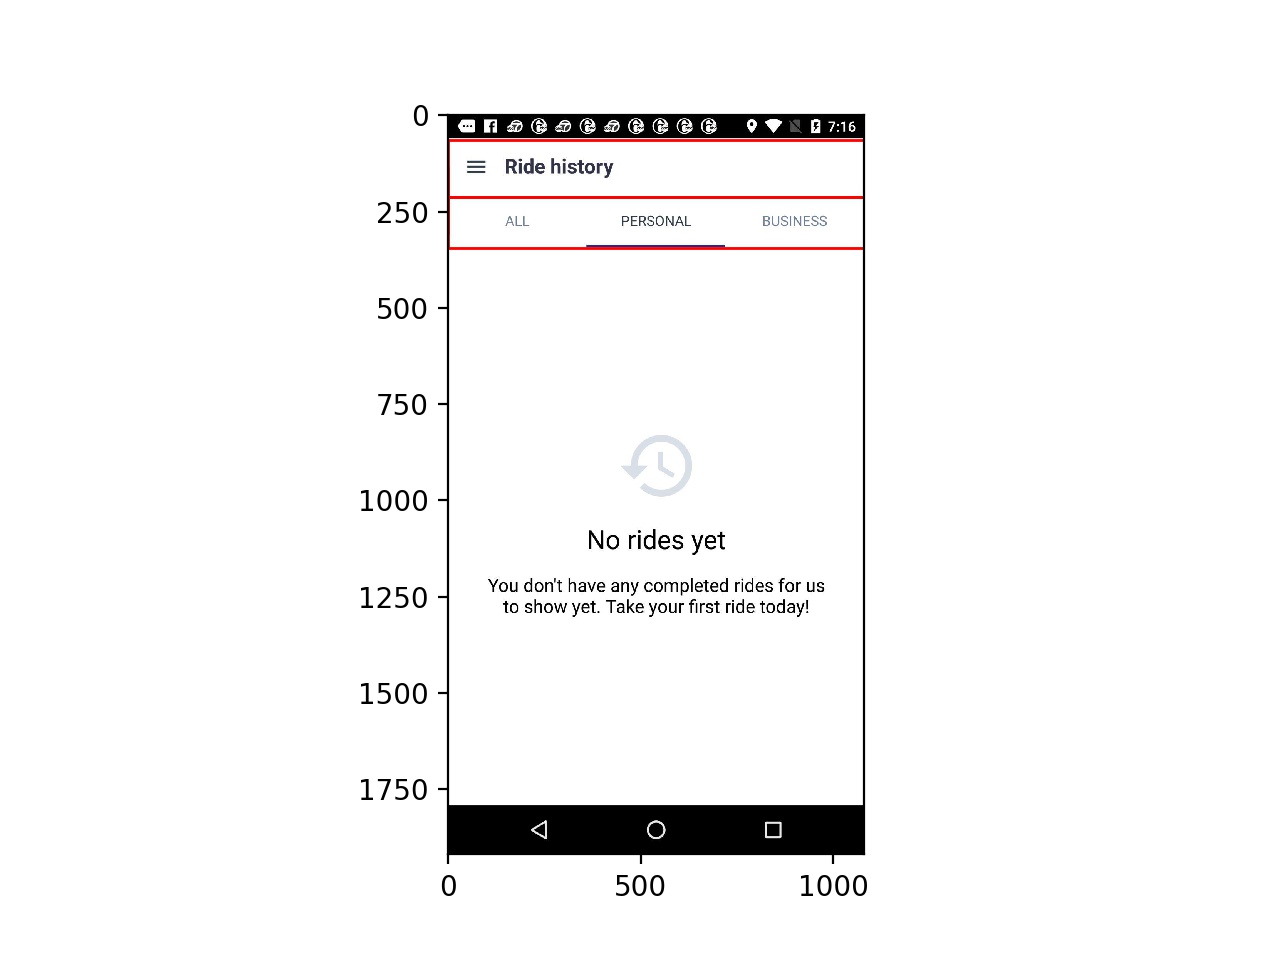 0
250
500
750
1000
1250
1500
1750
7:16
Ride history
ALL PERSONAL BUSINESS
No rides yet
You don't have any completed rides for us
to show yet. Take your first ride today!
0 500 1000